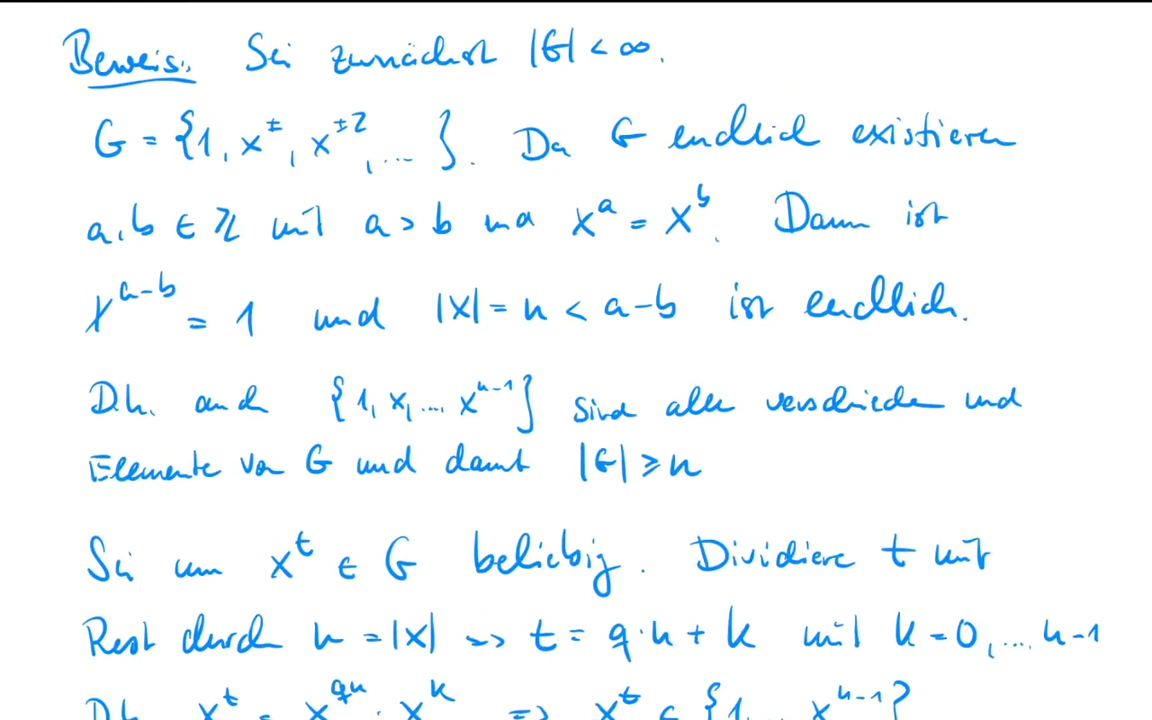 Beweis: Sei zunächst |G| < ∞.
G = {1, x^±, x^±2, ... }. Da G endlich existieren
a, b ∈ ℤ mit a > b und x^a = x^b. Dann ist
x^a-b = 1 und |x| = n < a-b ist endlich.
D.h. auch {1, x, ... x^n-1} sind alle verschieden und
Elemente von G und damit |G| ≥ n
Sei nun x^t ∈ G beliebig. Dividiere t mit
Rest durch n = |x| ⇝ t = q·n + k mit k = 0, ... n-1
D.h. x^t = x^qn · x^k ⇒ x^t ∈ {1, ... x^n-1}